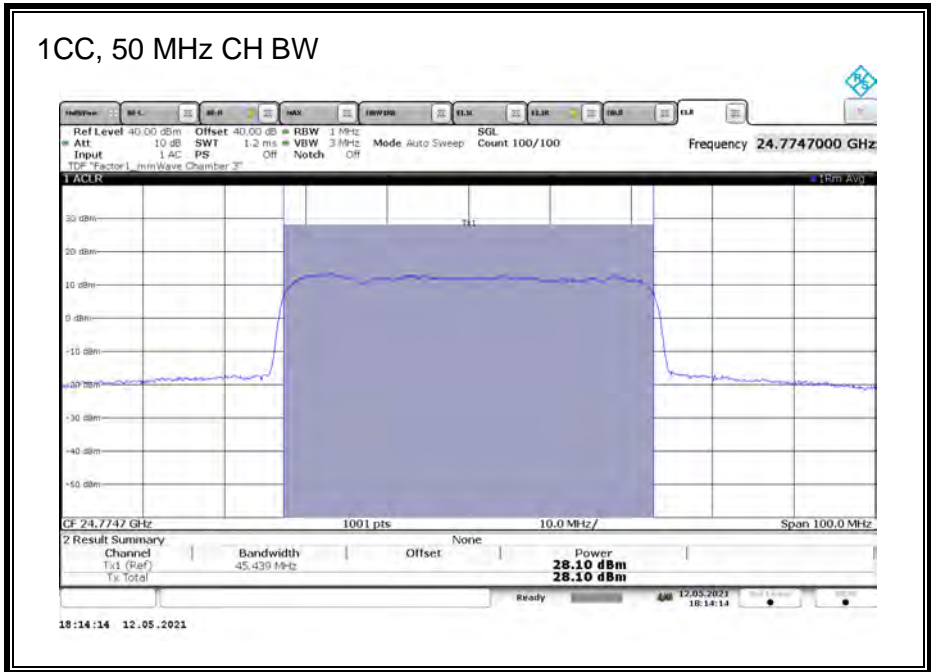 1CC, 50 MHz CH BW
Ref Level 40.00 dBm Offset 40.00 dB RBW 1 MHz SGL
Att 10 dB SWT 1.2 ms VBW 3 MHz Mode Auto Sweep Count 100/100 Frequency 24.7747000 GHz
Input 1 AC PS Off Notch Off
TDF "Factor1_mmWave Chamber 3"
1 ACLR 1Rm Avg
Tx1
30 dBm
20 dBm
10 dBm
0 dBm
-10 dBm
-20 dBm
-30 dBm
-40 dBm
-50 dBm
CF 24.7747 GHz 1001 pts 10.0 MHz/ Span 100.0 MHz
2 Result Summary None
Channel Bandwidth Offset Power
Tx1 (Ref) 45.439 MHz 28.10 dBm
Tx Total 28.10 dBm
Ready 12.05.2021
18:14:14
18:14:14 12.05.2021